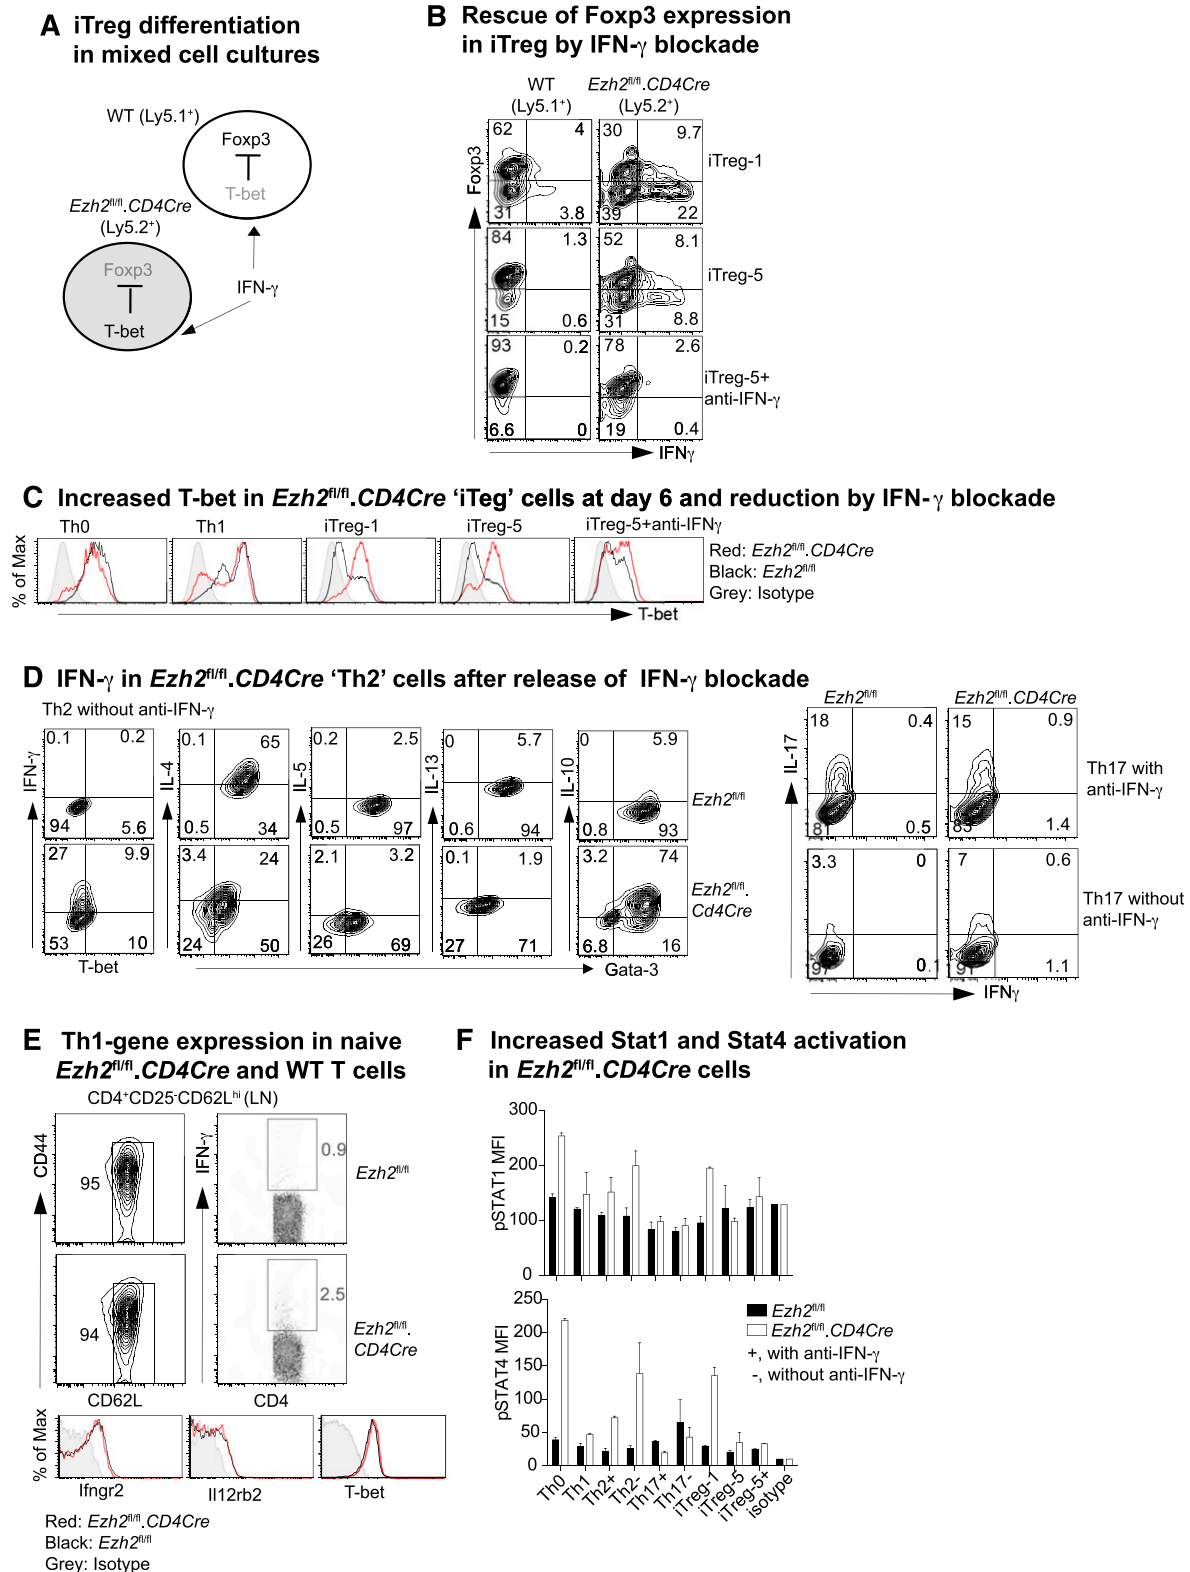 A iTreg differentiation
in mixed cell cultures
WT (Ly5.1⁺)
Foxp3
T-bet
Ezh2fl/fl.CD4Cre
(Ly5.2⁺)
Foxp3
T-bet
IFN-γ
B Rescue of Foxp3 expression
in iTreg by IFN-γ blockade
WT
(Ly5.1⁺)
Ezh2fl/fl.CD4Cre
(Ly5.2⁺)
Foxp3
62 4 30 9.7
31 3.8 39 22
iTreg-1
84 1.3 52 8.1
15 0.6 31 8.8
iTreg-5
93 0.2 78 2.6
6.6 0 19 0.4
iTreg-5+
anti-IFN-γ
IFNγ
C Increased T-bet in Ezh2fl/fl.CD4Cre ‘iTeg’ cells at day 6 and reduction by IFN-γ blockade
Th0 Th1 iTreg-1 iTreg-5 iTreg-5+anti-IFNγ
% of Max
Red: Ezh2fl/fl.CD4Cre
Black: Ezh2fl/fl
Grey: Isotype
T-bet
D IFN-γ in Ezh2fl/fl.CD4Cre ‘Th2’ cells after release of IFN-γ blockade
Th2 without anti-IFN-γ
IFN-γ IL-4 IL-5 IL-13 IL-10
0.1 0.2 0.1 65 0.2 2.5 0 5.7 0 5.9
94 5.6 0.5 34 0.5 97 0.6 94 0.8 93
Ezh2fl/fl
27 9.9 3.4 24 2.1 3.2 0.1 1.9 3.2 74
53 10 24 50 26 69 27 71 6.8 16
Ezh2fl/fl.
Cd4Cre
T-bet
Gata-3
Ezh2fl/fl Ezh2fl/fl.CD4Cre
IL-17
18 0.4 15 0.9
81 0.5 83 1.4
Th17 with
anti-IFN-γ
3.3 0 7 0.6
97 0.1 91 1.1
Th17 without
anti-IFN-γ
IFNγ
E Th1-gene expression in naive
Ezh2fl/fl.CD4Cre and WT T cells
CD4⁺CD25⁻CD62Lhi (LN)
CD44
IFN-γ
95
0.9
Ezh2fl/fl
94
2.5
Ezh2fl/fl.
CD4Cre
CD62L CD4
% of Max
Ifngr2 Il12rb2 T-bet
Red: Ezh2fl/fl.CD4Cre
Black: Ezh2fl/fl
Grey: Isotype
F Increased Stat1 and Stat4 activation
in Ezh2fl/fl.CD4Cre cells
pSTAT1 MFI
300
200
100
0
pSTAT4 MFI
250
200
150
100
50
0
Ezh2fl/fl
Ezh2fl/fl.CD4Cre
+, with anti-IFN-γ
-, without anti-IFN-γ
Th0 Th1 Th2+ Th2- Th17+ Th17- iTreg-1 iTreg-5 iTreg-5+ isotype